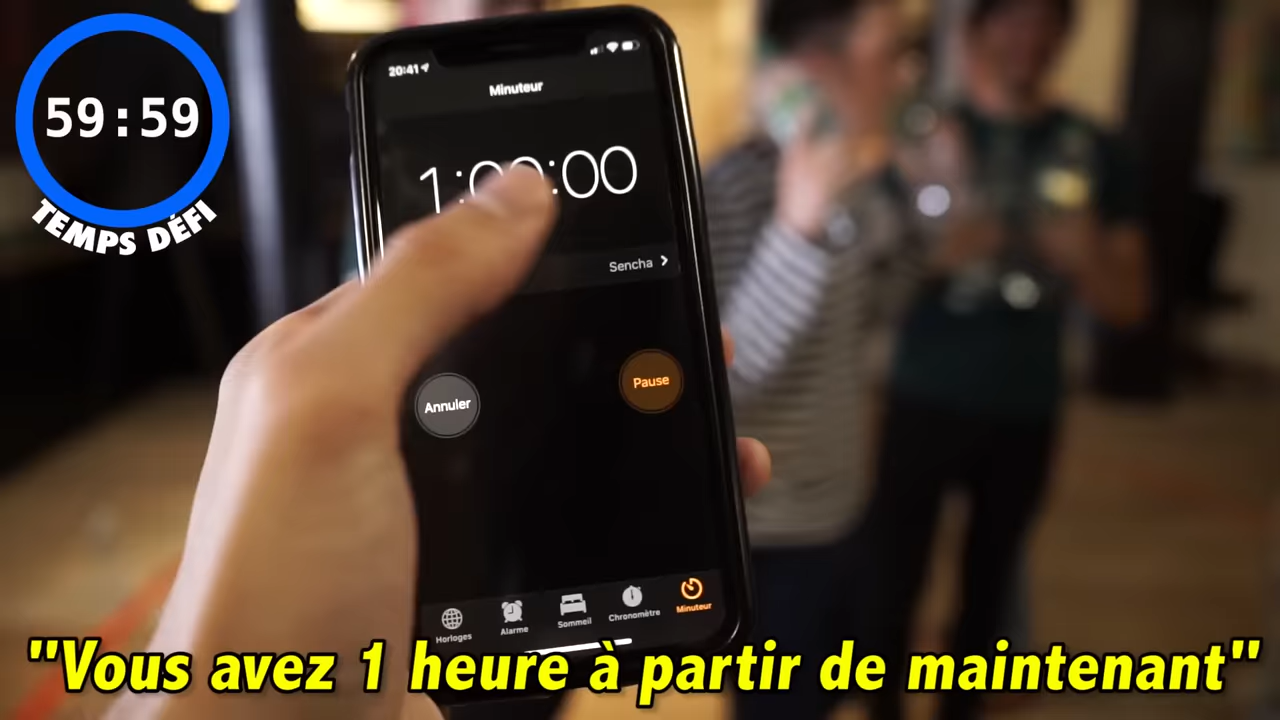 59:59
TEMPS DÉFI
20:41
Minuteur
1:00:00
Sencha
Annuler
Pause
Horloges
Alarme
Sommeil
Chronomètre
Minuteur
"Vous avez 1 heure à partir de maintenant"